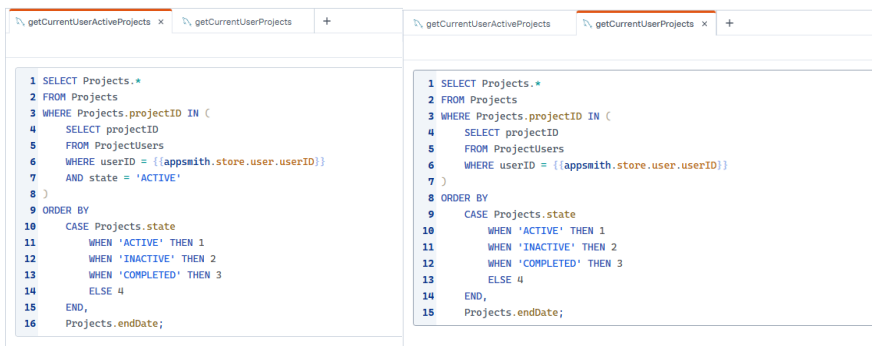 getCurrentUserActiveProjects × getCurrentUserProjects +
1 SELECT Projects.*
2 FROM Projects
3 WHERE Projects.projectID IN (
4 SELECT projectID
5 FROM ProjectUsers
6 WHERE userID = {{appsmith.store.user.userID}}
7 AND state = 'ACTIVE'
8 )
9 ORDER BY
10 CASE Projects.state
11 WHEN 'ACTIVE' THEN 1
12 WHEN 'INACTIVE' THEN 2
13 WHEN 'COMPLETED' THEN 3
14 ELSE 4
15 END,
16 Projects.endDate;
getCurrentUserActiveProjects getCurrentUserProjects × +
1 SELECT Projects.*
2 FROM Projects
3 WHERE Projects.projectID IN (
4 SELECT projectID
5 FROM ProjectUsers
6 WHERE userID = {{appsmith.store.user.userID}}
7 )
8 ORDER BY
9 CASE Projects.state
10 WHEN 'ACTIVE' THEN 1
11 WHEN 'INACTIVE' THEN 2
12 WHEN 'COMPLETED' THEN 3
13 ELSE 4
14 END,
15 Projects.endDate;